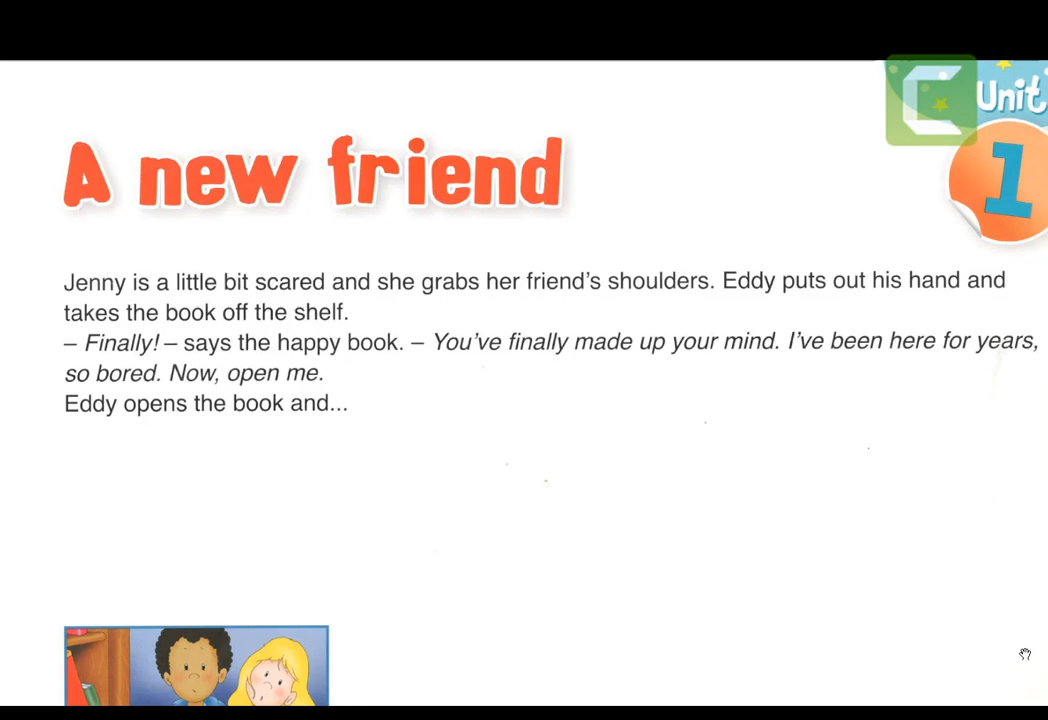 Unit
1
A new friend
Jenny is a little bit scared and she grabs her friend's shoulders. Eddy puts out his hand and
takes the book off the shelf.
– Finally! – says the happy book. – You've finally made up your mind. I've been here for years,
so bored. Now, open me.
Eddy opens the book and...